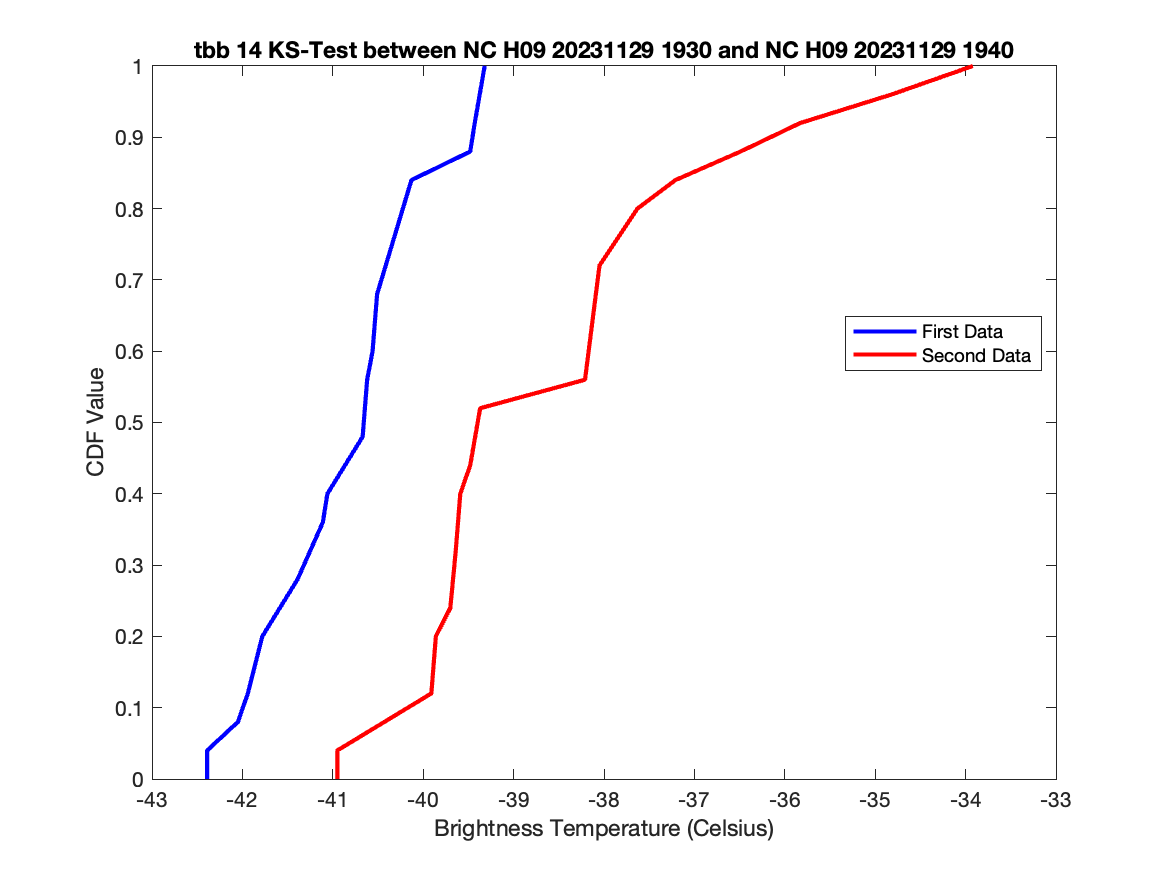 tbb 14 KS-Test between NC H09 20231129 1930 and NC H09 20231129 1940
1
0.9
0.8
0.7
0.6
0.5
0.4
0.3
0.2
0.1
0
CDF Value
First Data
Second Data
-43 -42 -41 -40 -39 -38 -37 -36 -35 -34 -33
Brightness Temperature (Celsius)